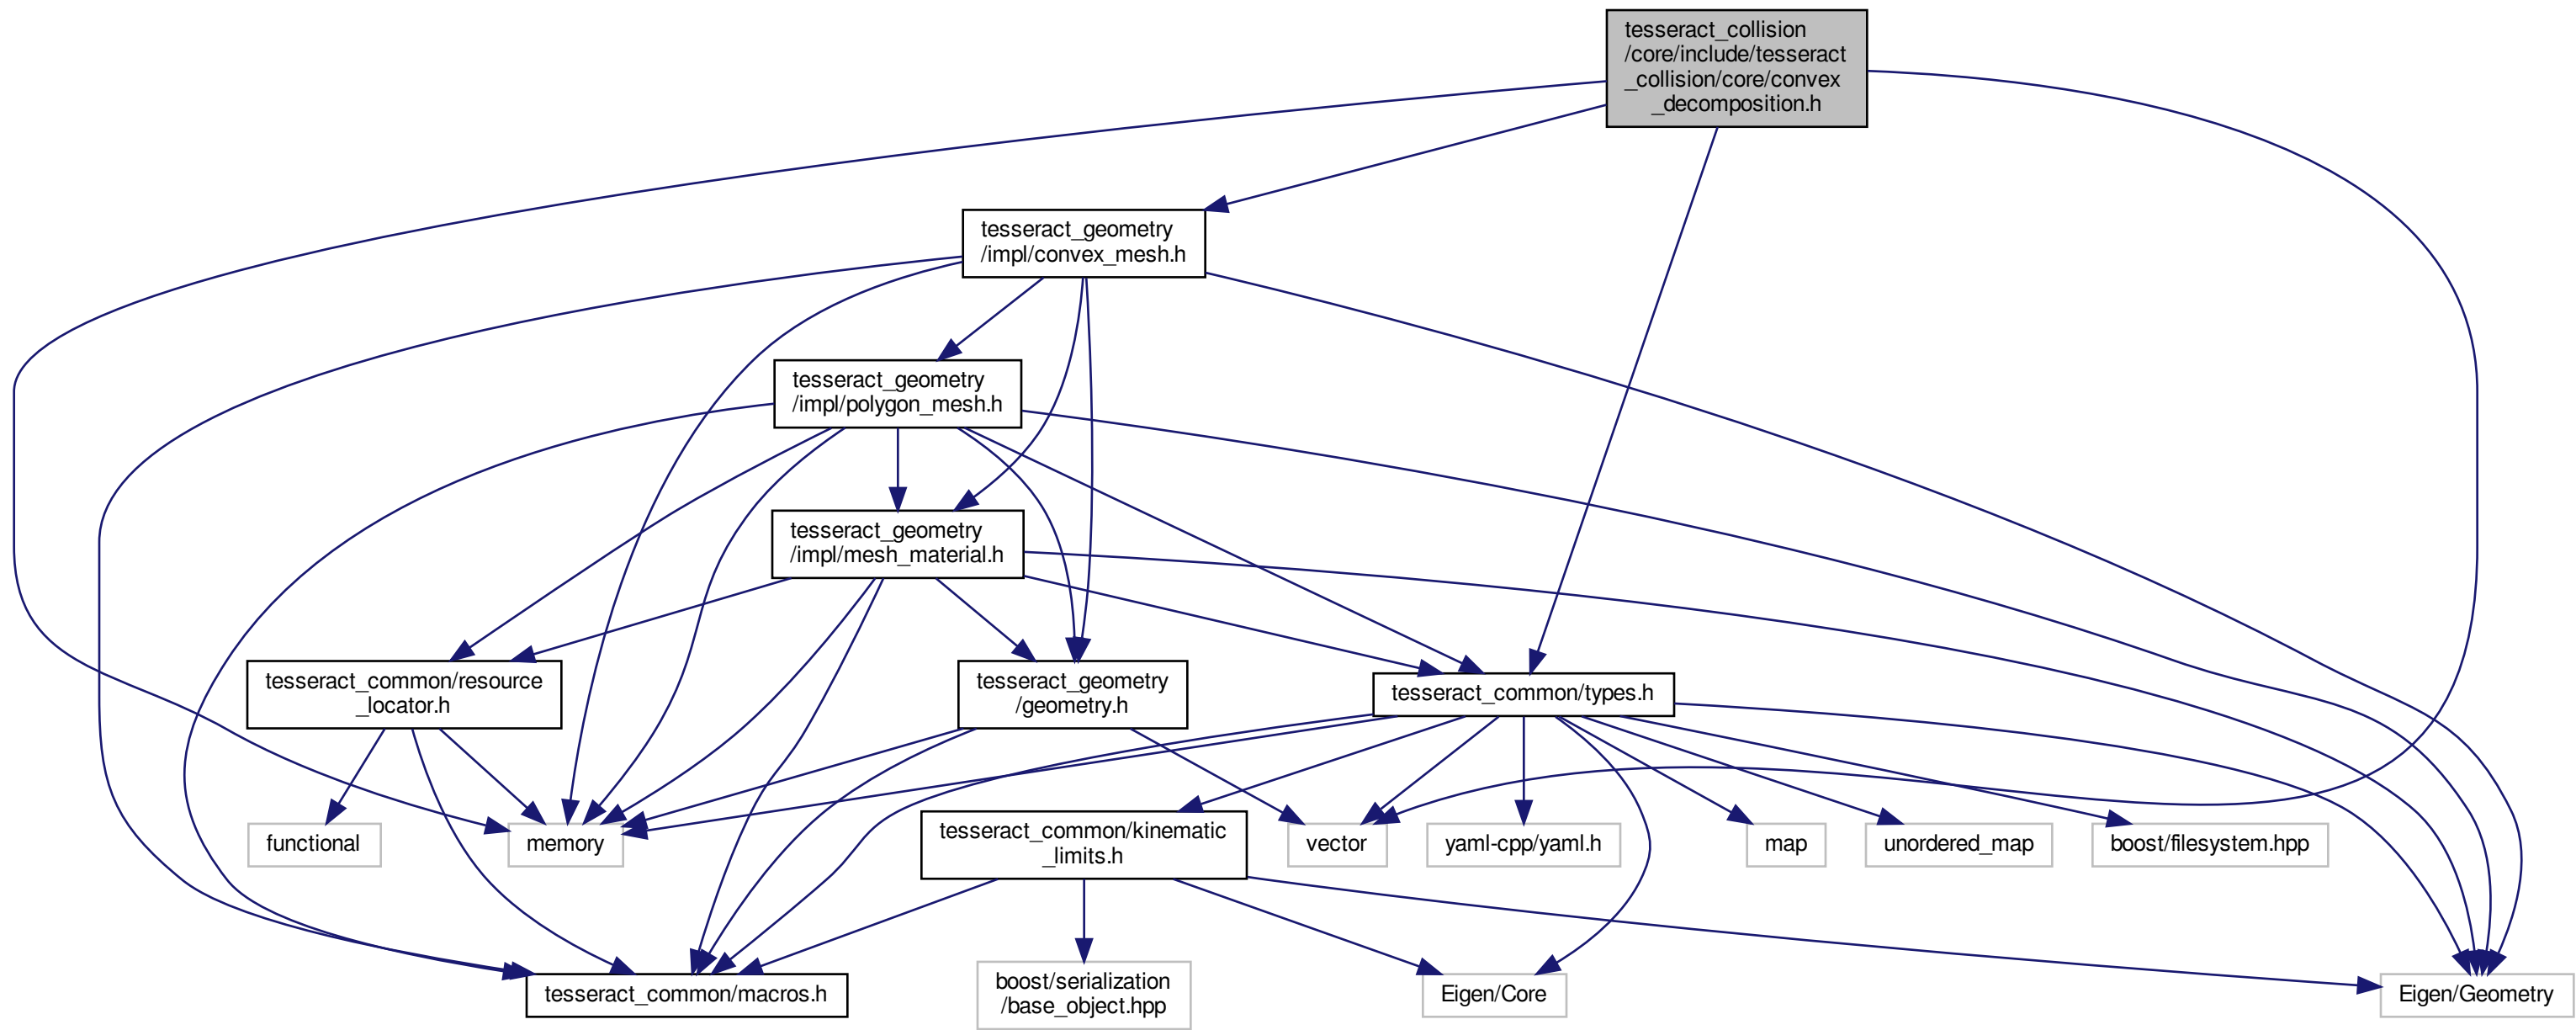 tesseract_collision
/core/include/tesseract
_collision/core/convex
_decomposition.h
tesseract_geometry
/impl/convex_mesh.h
tesseract_geometry
/impl/polygon_mesh.h
tesseract_geometry
/impl/mesh_material.h
tesseract_common/resource
_locator.h
tesseract_geometry
/geometry.h
tesseract_common/types.h
functional
memory
tesseract_common/kinematic
_limits.h
vector
yaml-cpp/yaml.h
map
unordered_map
boost/filesystem.hpp
tesseract_common/macros.h
boost/serialization
/base_object.hpp
Eigen/Core
Eigen/Geometry